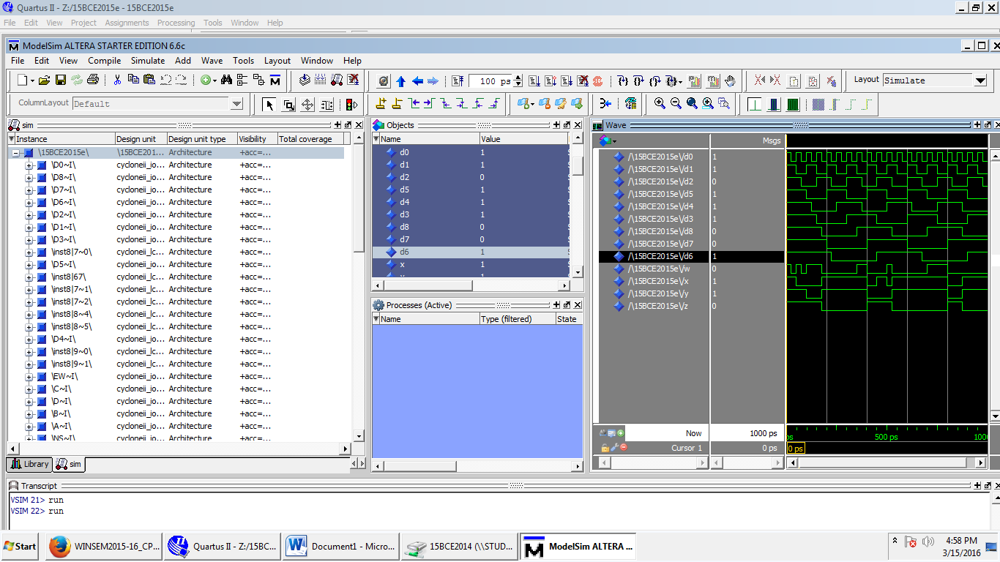 Quartus II - Z:/15BCE2015e - 15BCE2015e
File Edit View Project Assignments Processing Tools Window Help
ModelSim ALTERA STARTER EDITION 6.6c
File Edit View Compile Simulate Add Wave Tools Layout Window Help
100 ps
Layout Simulate
ColumnLayout Default
sim
Instance Design unit Design unit type Visibility Total coverage
\15BCE2015e\ \15BCE201... Architecture +acc=...
\D0~I\ cycloneii_io... Architecture +acc=...
\D8~I\ cycloneii_io... Architecture +acc=...
\D7~I\ cycloneii_io... Architecture +acc=...
\D6~I\ cycloneii_io... Architecture +acc=...
\D2~I\ cycloneii_io... Architecture +acc=...
\D1~I\ cycloneii_io... Architecture +acc=...
\D3~I\ cycloneii_io... Architecture +acc=...
\inst8|7~0\ cycloneii_lc... Architecture +acc=...
\D5~I\ cycloneii_io... Architecture +acc=...
\inst8|67\ cycloneii_lc... Architecture +acc=...
\inst8|7~1\ cycloneii_lc... Architecture +acc=...
\inst8|7~2\ cycloneii_lc... Architecture +acc=...
\inst8|8~4\ cycloneii_lc... Architecture +acc=...
\inst8|8~5\ cycloneii_lc... Architecture +acc=...
\D4~I\ cycloneii_io... Architecture +acc=...
\inst8|9~0\ cycloneii_lc... Architecture +acc=...
\inst8|9~1\ cycloneii_lc... Architecture +acc=...
\EW~I\ cycloneii_io... Architecture +acc=...
\C~I\ cycloneii_io... Architecture +acc=...
\D~I\ cycloneii_io... Architecture +acc=...
\B~I\ cycloneii_io... Architecture +acc=...
\A~I\ cycloneii_io... Architecture +acc=...
\NS~I\ cycloneii_io... Architecture +acc=...
Library sim
Objects
Name Value
d0 1
d1 1
d2 0
d5 1
d4 1
d3 1
d8 0
d7 0
d6 1
x 1
Processes (Active)
Name Type (filtered) State
Wave
Msgs
/\15BCE2015e\/d0 1
/\15BCE2015e\/d1 1
/\15BCE2015e\/d2 0
/\15BCE2015e\/d5 1
/\15BCE2015e\/d4 1
/\15BCE2015e\/d3 1
/\15BCE2015e\/d8 0
/\15BCE2015e\/d7 0
/\15BCE2015e\/d6 1
/\15BCE2015e\/w 0
/\15BCE2015e\/x 1
/\15BCE2015e\/y 1
/\15BCE2015e\/z 0
Now 1000 ps ps 500 ps 100
Cursor 1 0 ps 0 ps
Transcript
VSIM 21> run
VSIM 22> run
Start WINSEM2015-16_CP... Quartus II - Z:/15BC... Document1 - Micro... 15BCE2014 (\\STUD... ModelSim ALTERA ... 4:58 PM
3/15/2016